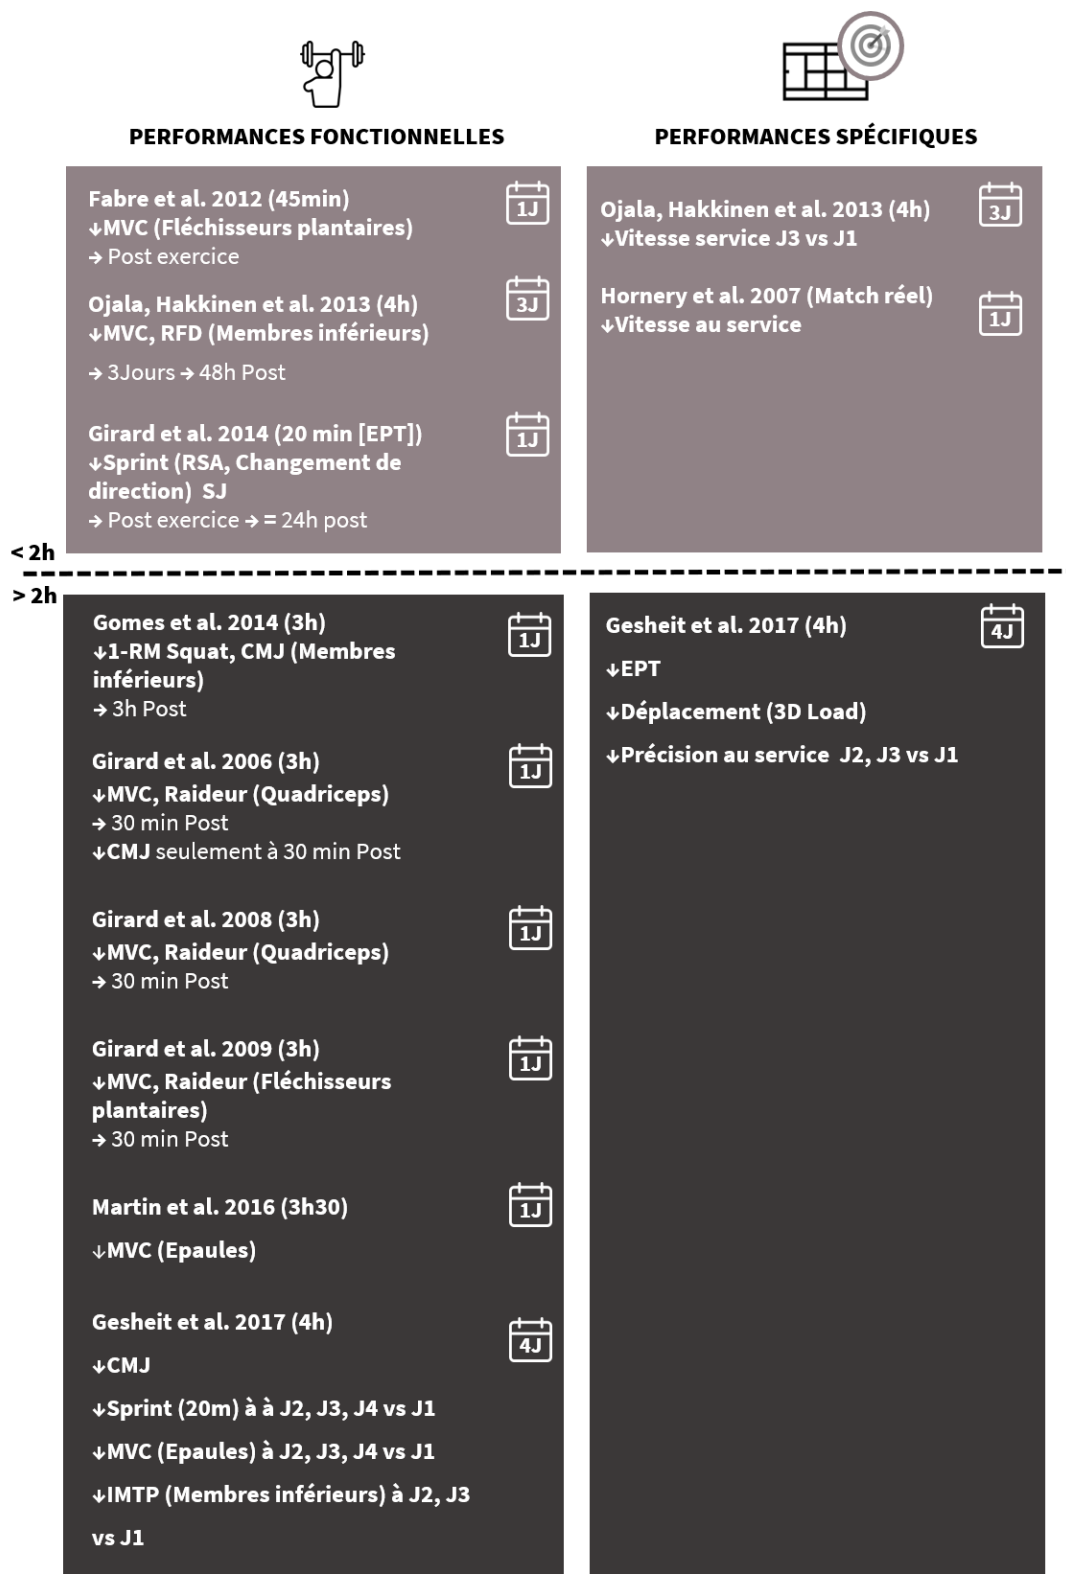 PERFORMANCES FONCTIONNELLES
Fabre et al. 2012 (45min)
1J
↓MVC (Fléchisseurs plantaires)
→ Post exercice
Ojala, Hakkinen et al. 2013 (4h)
3J
↓MVC, RFD (Membres inférieurs)
→ 3Jours → 48h Post
Girard et al. 2014 (20 min [EPT])
1J
↓Sprint (RSA, Changement de
direction) SJ
→ Post exercice → = 24h post
PERFORMANCES SPÉCIFIQUES
Ojala, Hakkinen et al. 2013 (4h)
3J
↓Vitesse service J3 vs J1
Hornery et al. 2007 (Match réel)
1J
↓Vitesse au service
< 2h
> 2h
Gomes et al. 2014 (3h)
1J
↓1-RM Squat, CMJ (Membres
inférieurs)
→ 3h Post
Girard et al. 2006 (3h)
1J
↓MVC, Raideur (Quadriceps)
→ 30 min Post
↓CMJ seulement à 30 min Post
Girard et al. 2008 (3h)
1J
↓MVC, Raideur (Quadriceps)
→ 30 min Post
Girard et al. 2009 (3h)
1J
↓MVC, Raideur (Fléchisseurs
plantaires)
→ 30 min Post
Martin et al. 2016 (3h30)
1J
↓MVC (Epaules)
Gesheit et al. 2017 (4h)
4J
↓CMJ
↓Sprint (20m) à à J2, J3, J4 vs J1
↓MVC (Epaules) à J2, J3, J4 vs J1
↓IMTP (Membres inférieurs) à J2, J3
vs J1
Gesheit et al. 2017 (4h)
4J
↓EPT
↓Déplacement (3D Load)
↓Précision au service J2, J3 vs J1